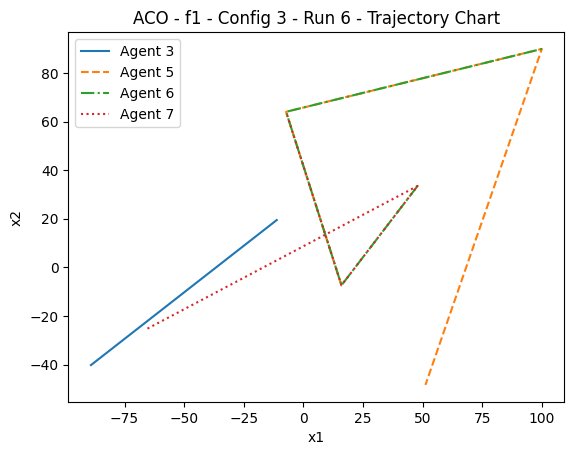 ACO - f1 - Config 3 - Run 6 - Trajectory Chart
Agent 3
Agent 5
Agent 6
Agent 7
x2
80
60
40
20
0
−20
−40
−75
−50
−25
0
25
50
75
100
x1